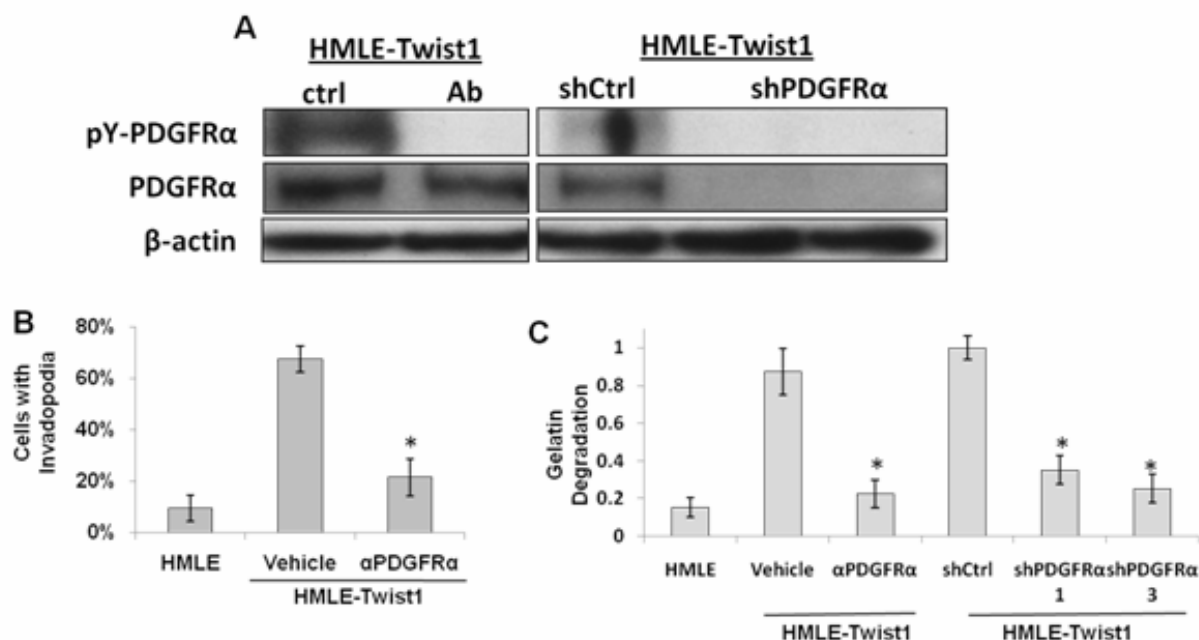 A
HMLE-Twist1 HMLE-Twist1
ctrl Ab shCtrl shPDGFRα
pY-PDGFRα
PDGFRα
β-actin
B
Cells with
Invadopodia
80%
60%
40%
20%
0%
*
HMLE Vehicle αPDGFRα
HMLE-Twist1
C
Gelatin
Degradation
1
0.8
0.6
0.4
0.2
0
* * *
HMLE Vehicle αPDGFRα shCtrl shPDGFRα shPDGFRα
1 3
HMLE-Twist1 HMLE-Twist1